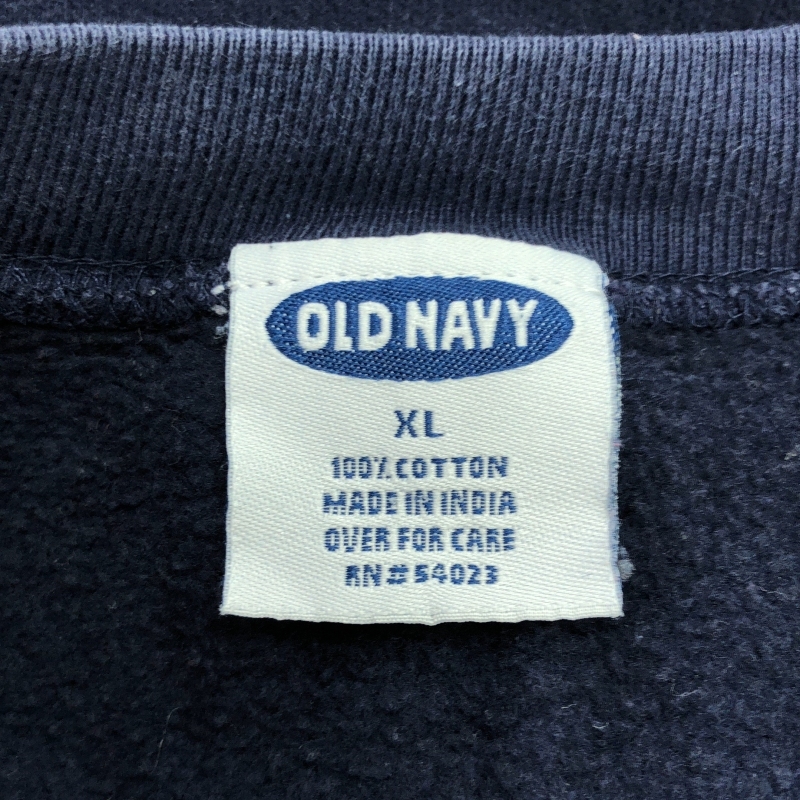 OLD NAVY
XL
100% COTTON
MADE IN INDIA
OVER FOR CARE
RN#54023